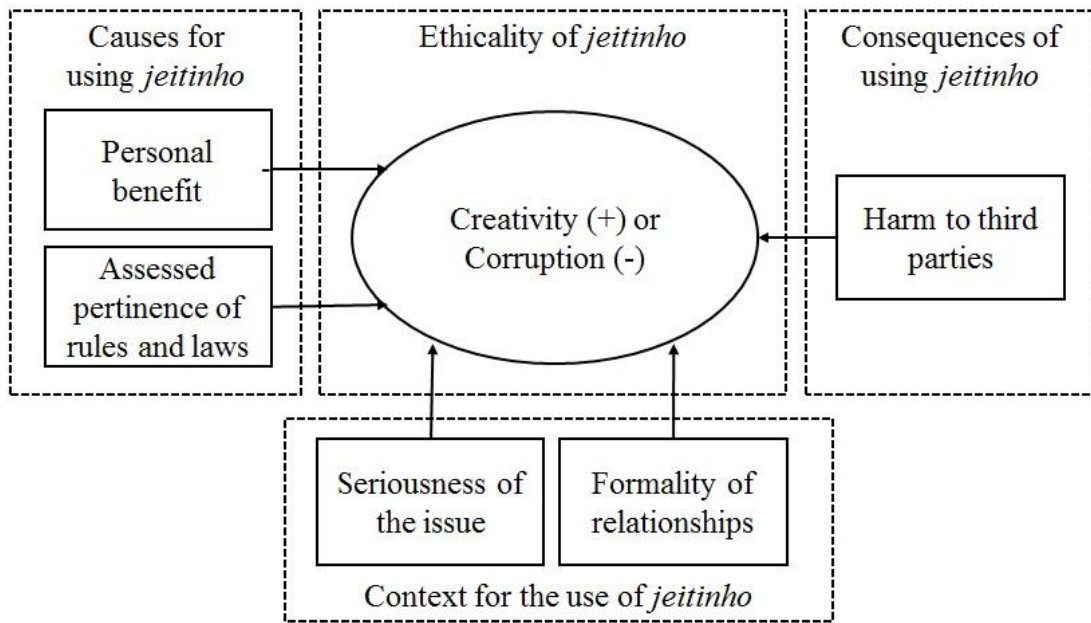 Causes for
using jeitinho
Personal
benefit
Assessed
pertinence of
rules and laws
Ethicality of jeitinho
Creativity (+) or
Corruption (-)
Consequences of
using jeitinho
Harm to third
parties
Seriousness of
the issue
Formality of
relationships
Context for the use of jeitinho